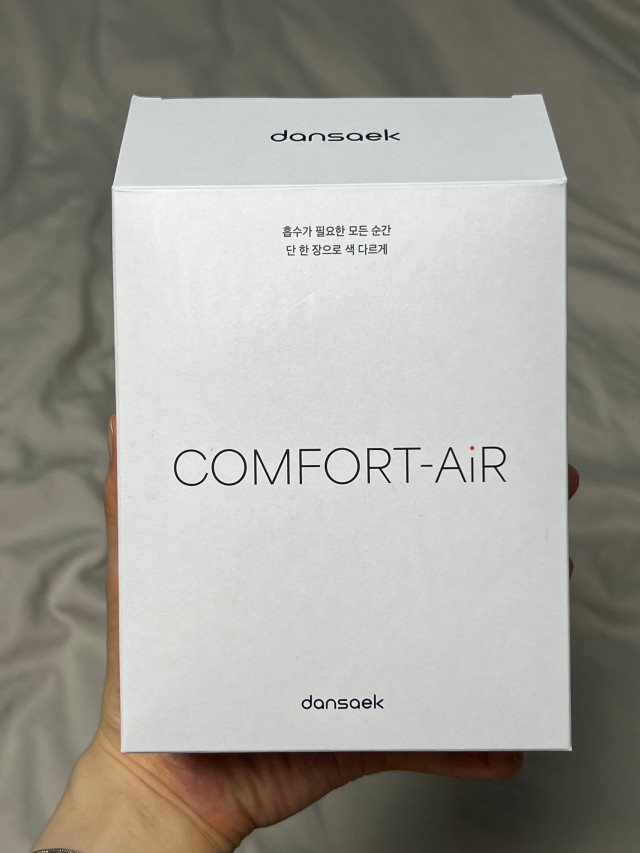 dansaek
흡수가 필요한 모든 순간
단 한 장으로 색 다르게
COMFORT-AiR
dansaek